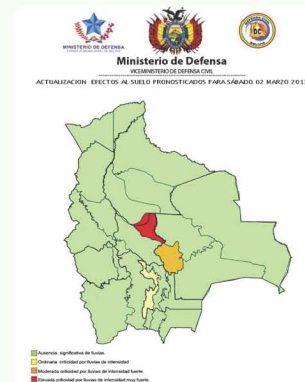 MINISTERIO DE DEFENSA
DC
Ministerio de Defensa
VICEMINISTERIO DE DEFENSA CIVIL
ACTUALIZACION EFECTOS AL SUELO PRONOSTICADOS PARA SÁBADO 02 MARZO 201
Ausencia significativa de lluvias.
Ordinaria criticidad por lluvias de intensidad
Moderada criticidad por lluvias de intensidad fuerte.
Elevada criticidad por lluvias de intensidad muy fuerte.